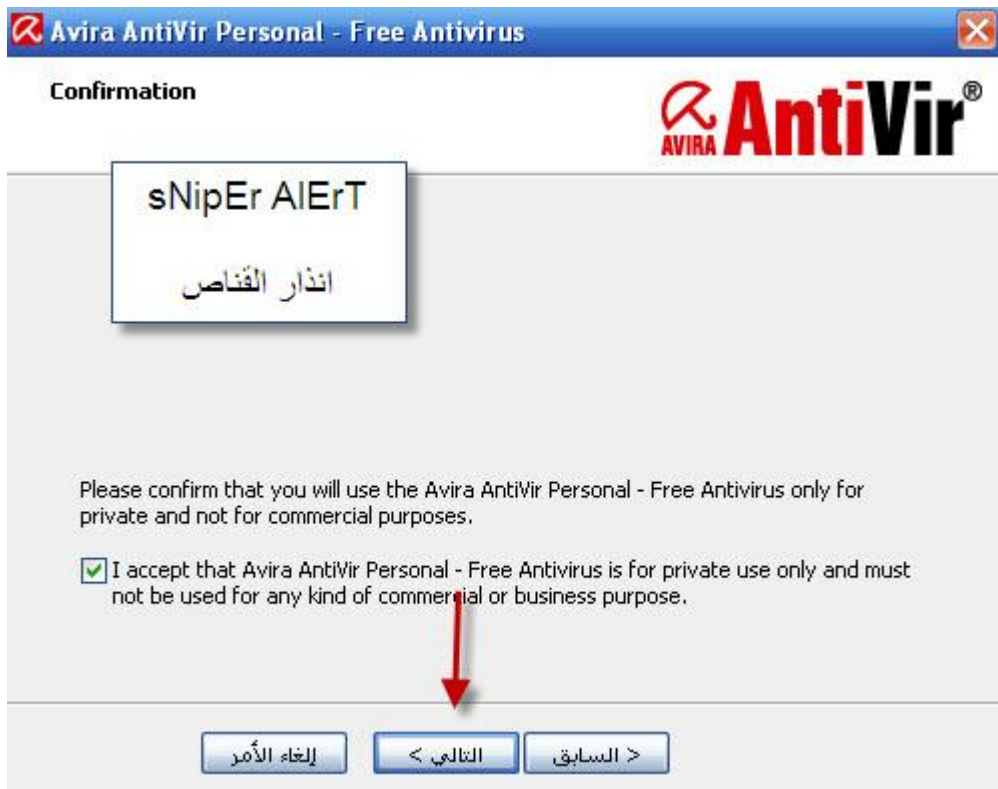 Avira AntiVir Personal - Free Antivirus
Confirmation
AVIRA AntiVir®
sNipEr AlErT
انذار القناص
Please confirm that you will use the Avira AntiVir Personal - Free Antivirus only for
private and not for commercial purposes.
I accept that Avira AntiVir Personal - Free Antivirus is for private use only and must
not be used for any kind of commercial or business purpose.
< السابق
التالي >
إلغاء الأمر